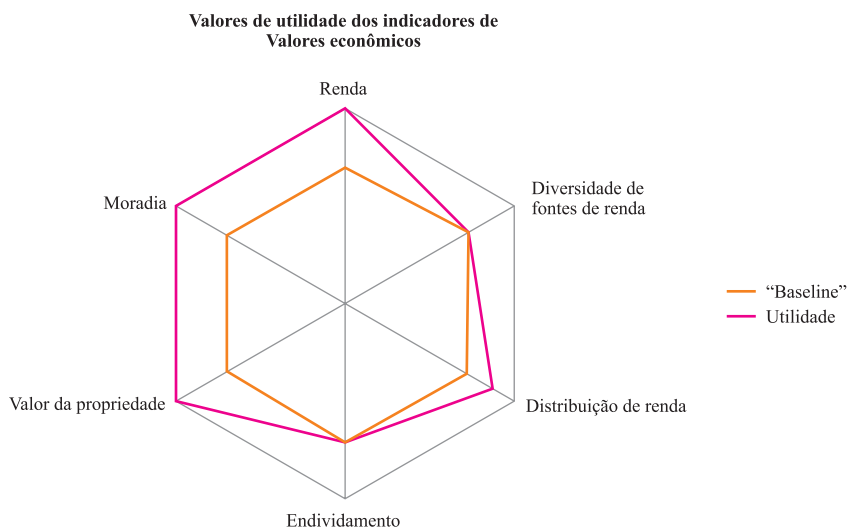 Valores de utilidade dos indicadores de
Valores econômicos
Renda
Diversidade de
fontes de renda
Moradia
“Baseline”
Utilidade
Valor da propriedade
Distribuição de renda
Endividamento